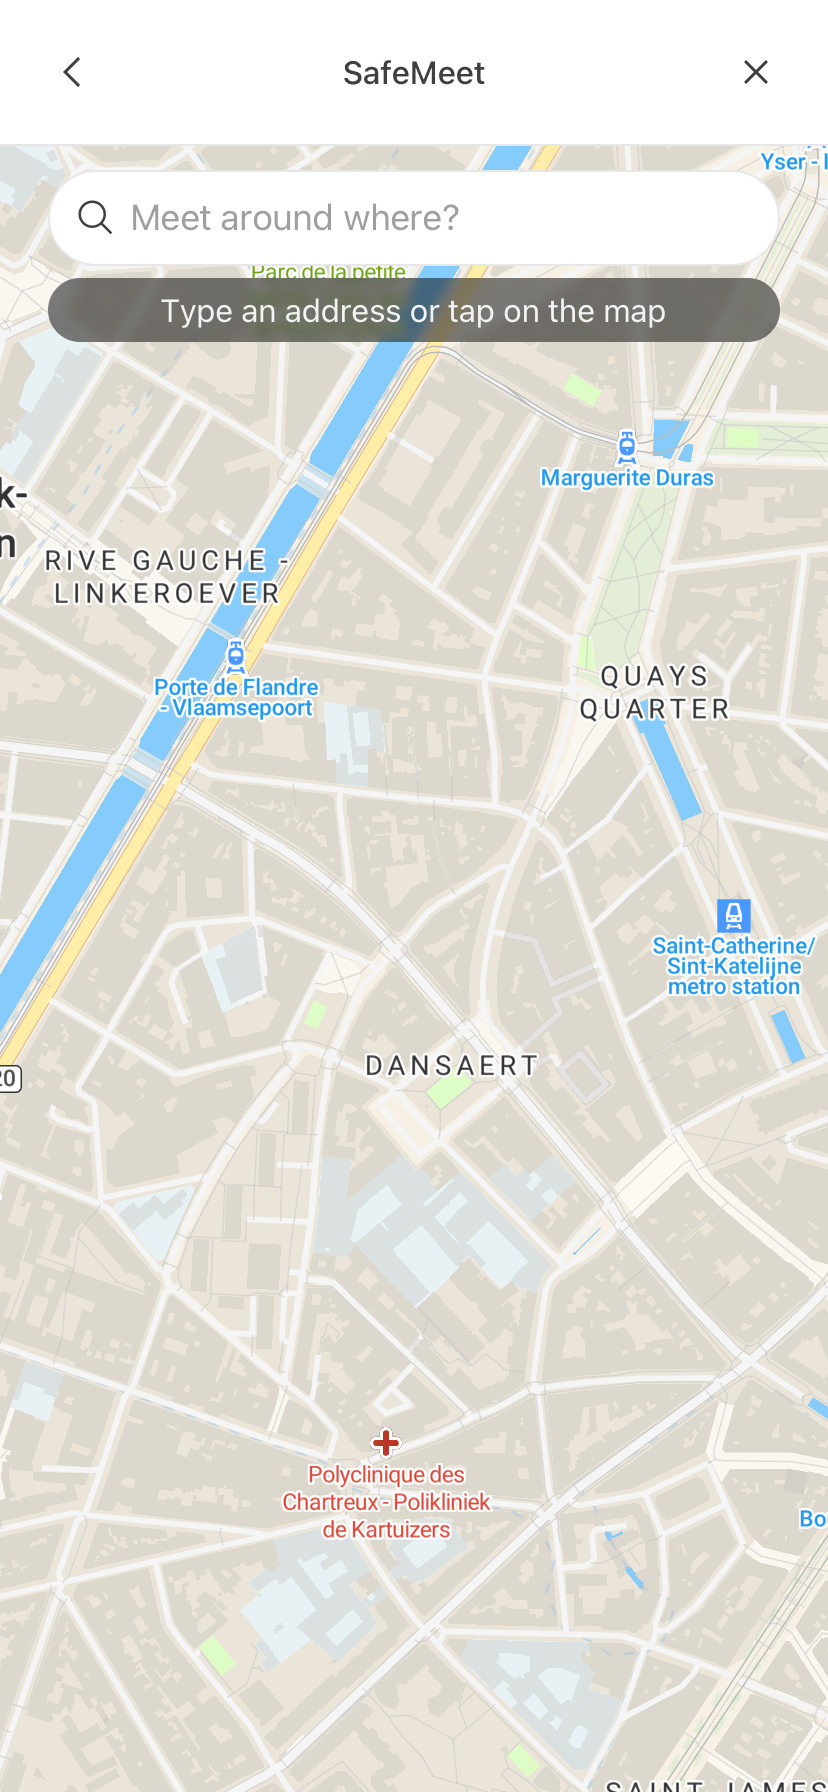 SafeMeet
Yser - I
Meet around where?
Parc de la petite
Type an address or tap on the map
Marguerite Duras
k-
n
RIVE GAUCHE -
LINKEROEVER
Porte de Flandre
- Vlaamsepoort
QUAYS
QUARTER
Saint-Catherine/
Sint-Katelijne
metro station
20
DANSAERT
Polyclinique des
Chartreux - Polikliniek
de Kartuizers
Bo
SAINT JAMES